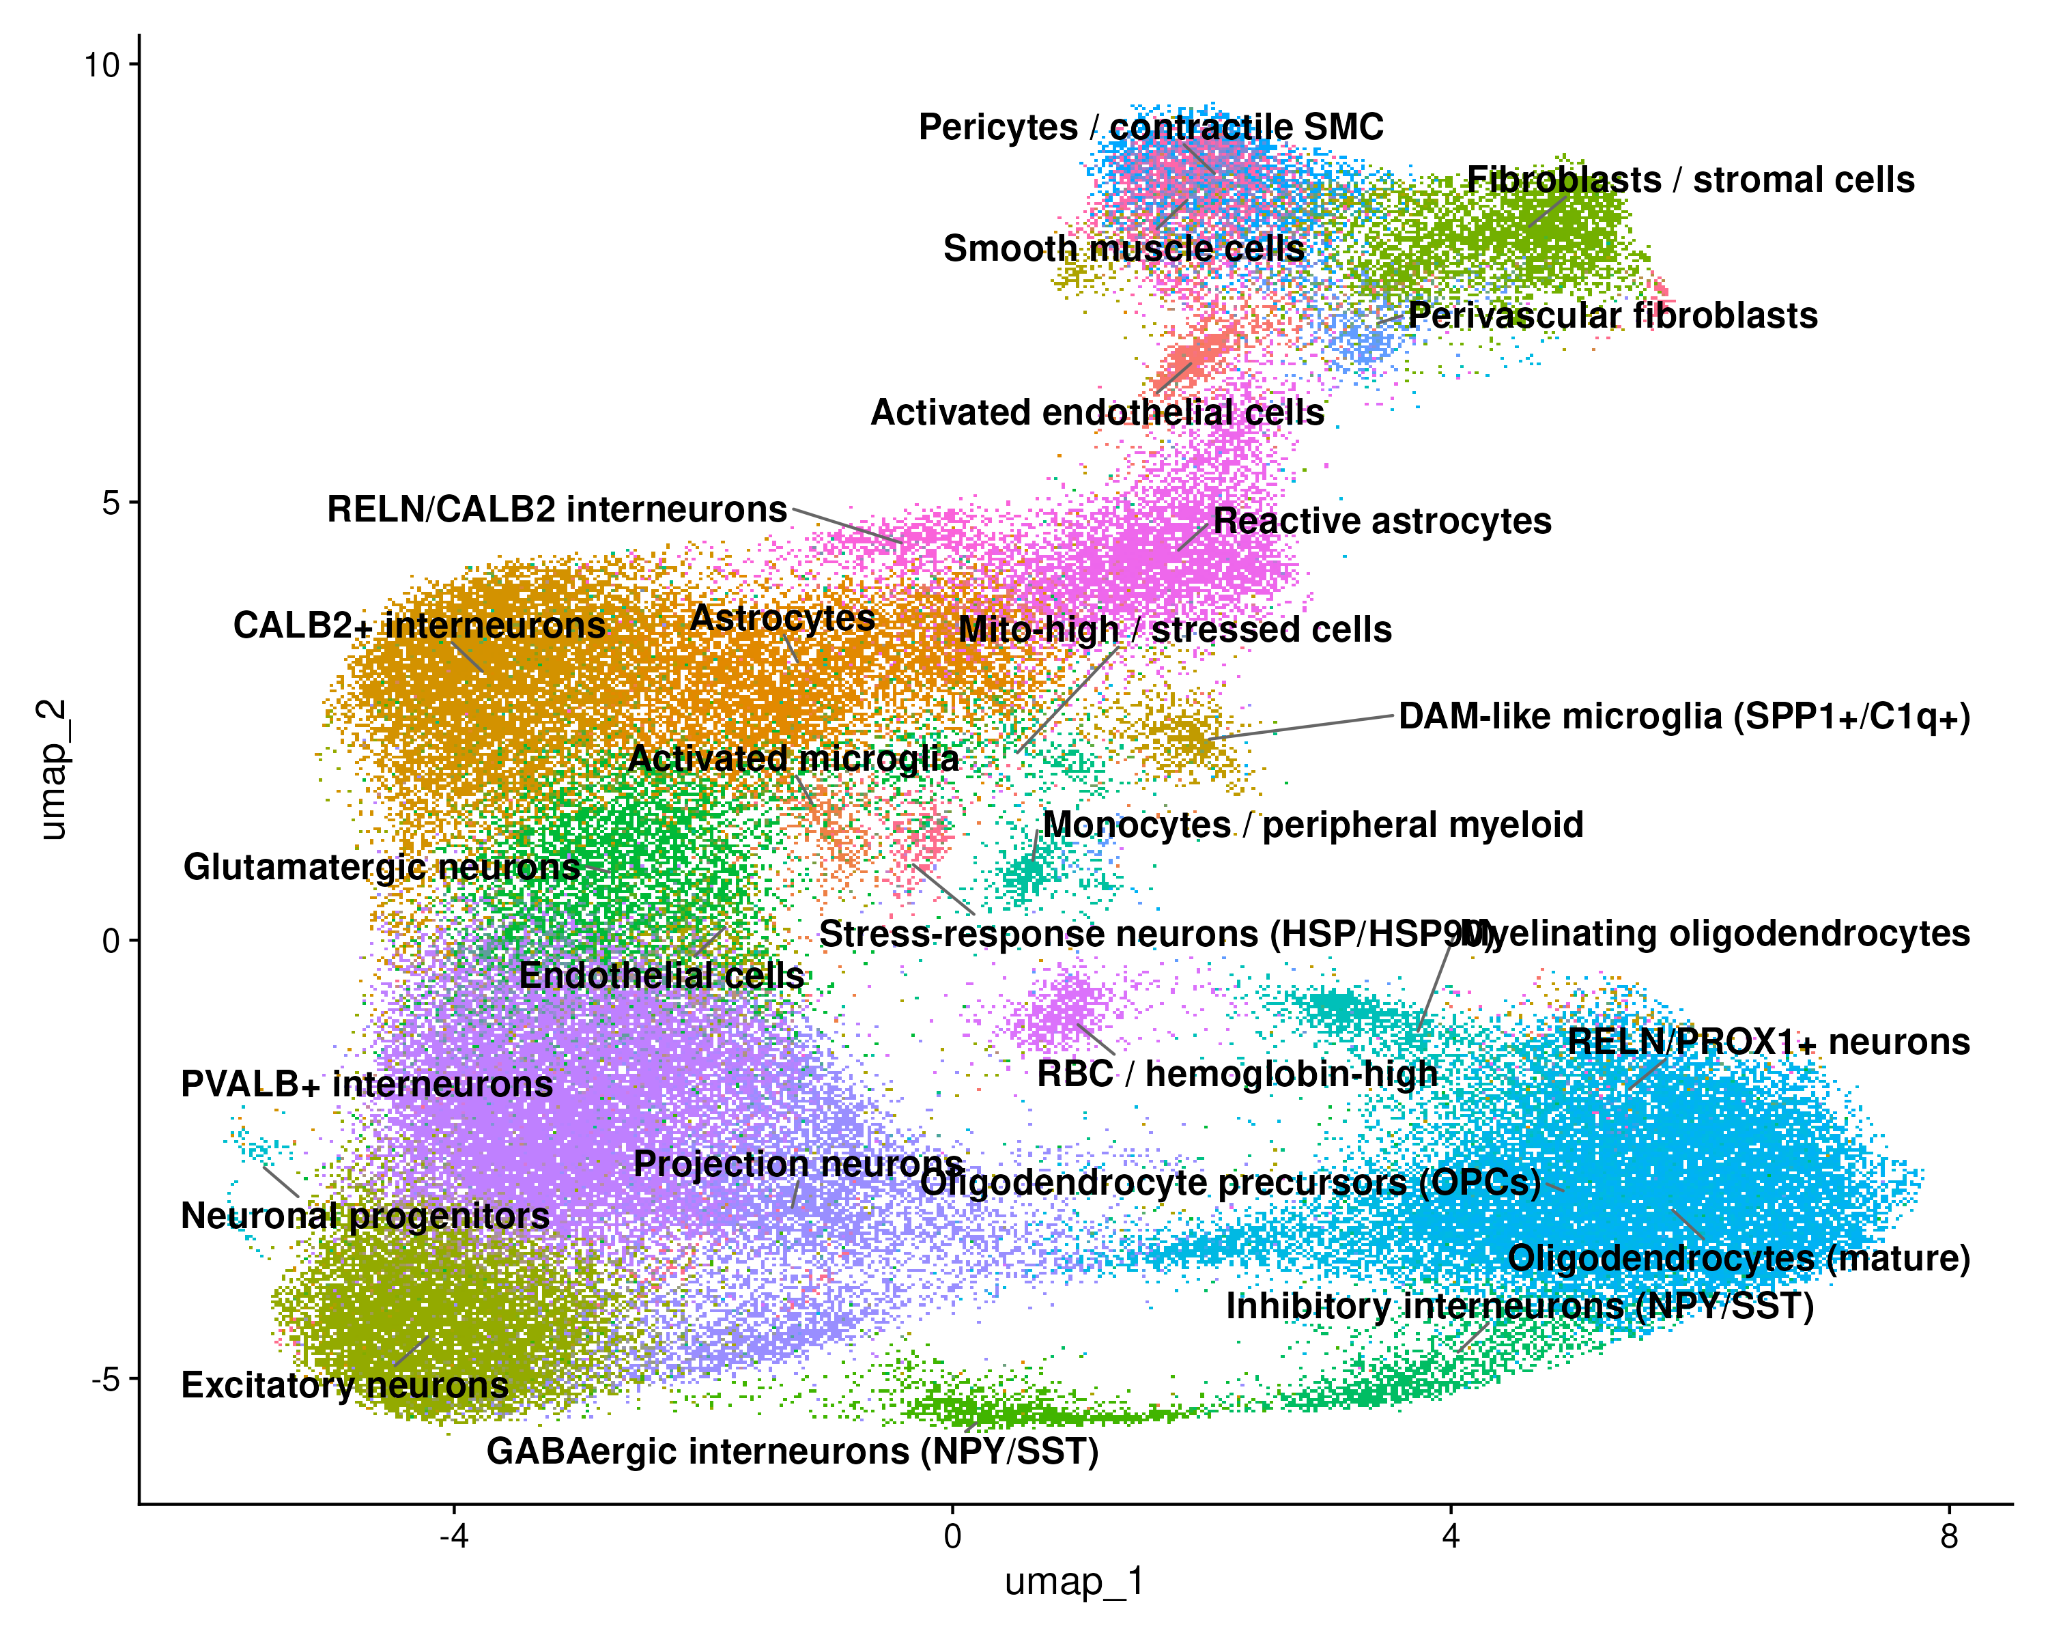 10
5
0
-5
umap_2
Pericytes / contractile SMC
Fibroblasts / stromal cells
Smooth muscle cells
Perivascular fibroblasts
Activated endothelial cells
RELN/CALB2 interneurons
Reactive astrocytes
CALB2+ interneurons
Astrocytes
Mito-high / stressed cells
DAM-like microglia (SPP1+/C1q+)
Activated microglia
Monocytes / peripheral myeloid
Glutamatergic neurons
Stress-response neurons (HSP/HSP90)
Myelinating oligodendrocytes
Endothelial cells
RELN/PROX1+ neurons
RBC / hemoglobin-high
PVALB+ interneurons
Projection neurons
Oligodendrocyte precursors (OPCs)
Neuronal progenitors
Oligodendrocytes (mature)
Inhibitory interneurons (NPY/SST)
Excitatory neurons
GABAergic interneurons (NPY/SST)
-4
0
4
8
umap_1